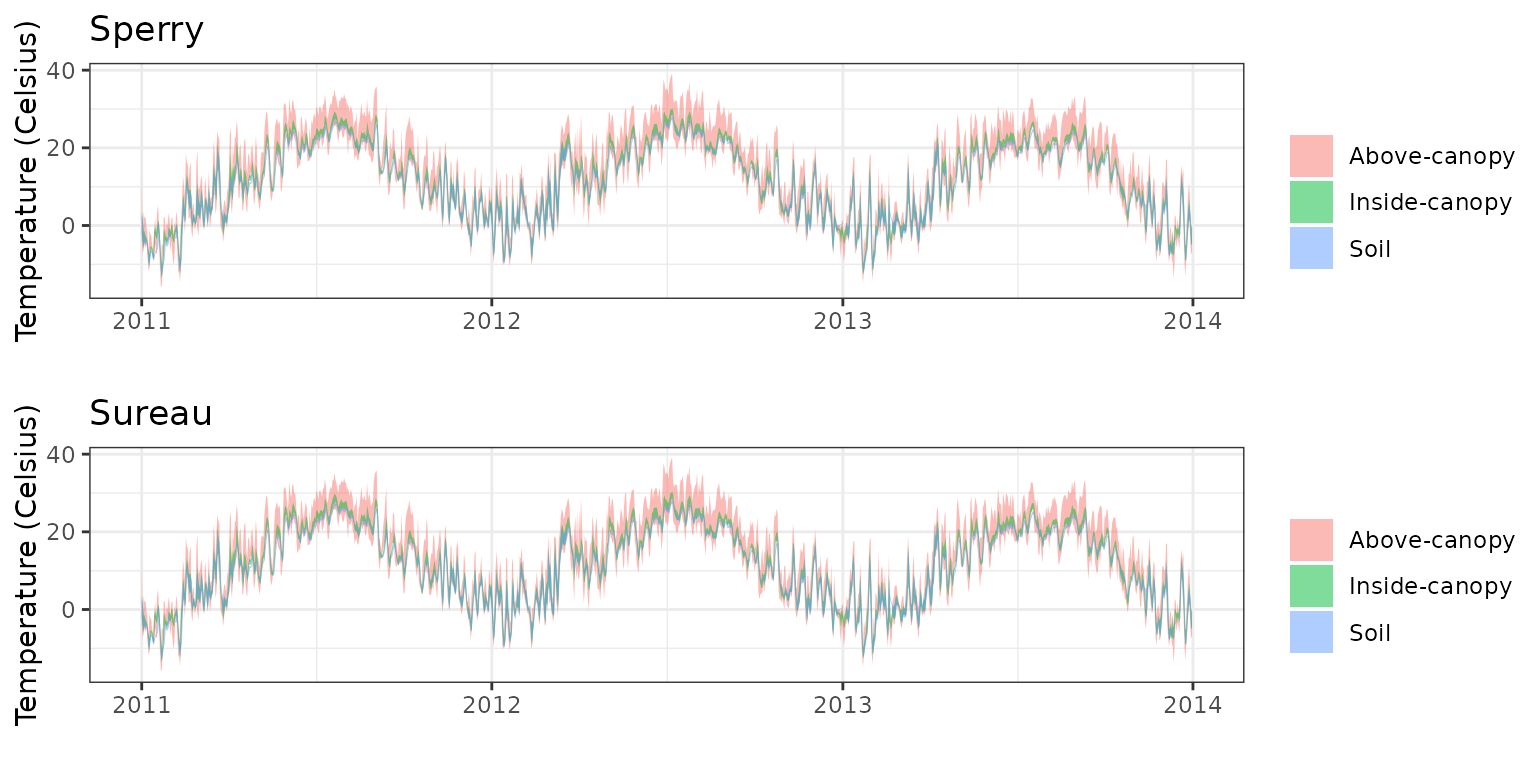 Sperry
Temperature (Celsius)
40
20
0
2011 2012 2013 2014
Above-canopy
Inside-canopy
Soil
Sureau
Temperature (Celsius)
40
20
0
2011 2012 2013 2014
Above-canopy
Inside-canopy
Soil